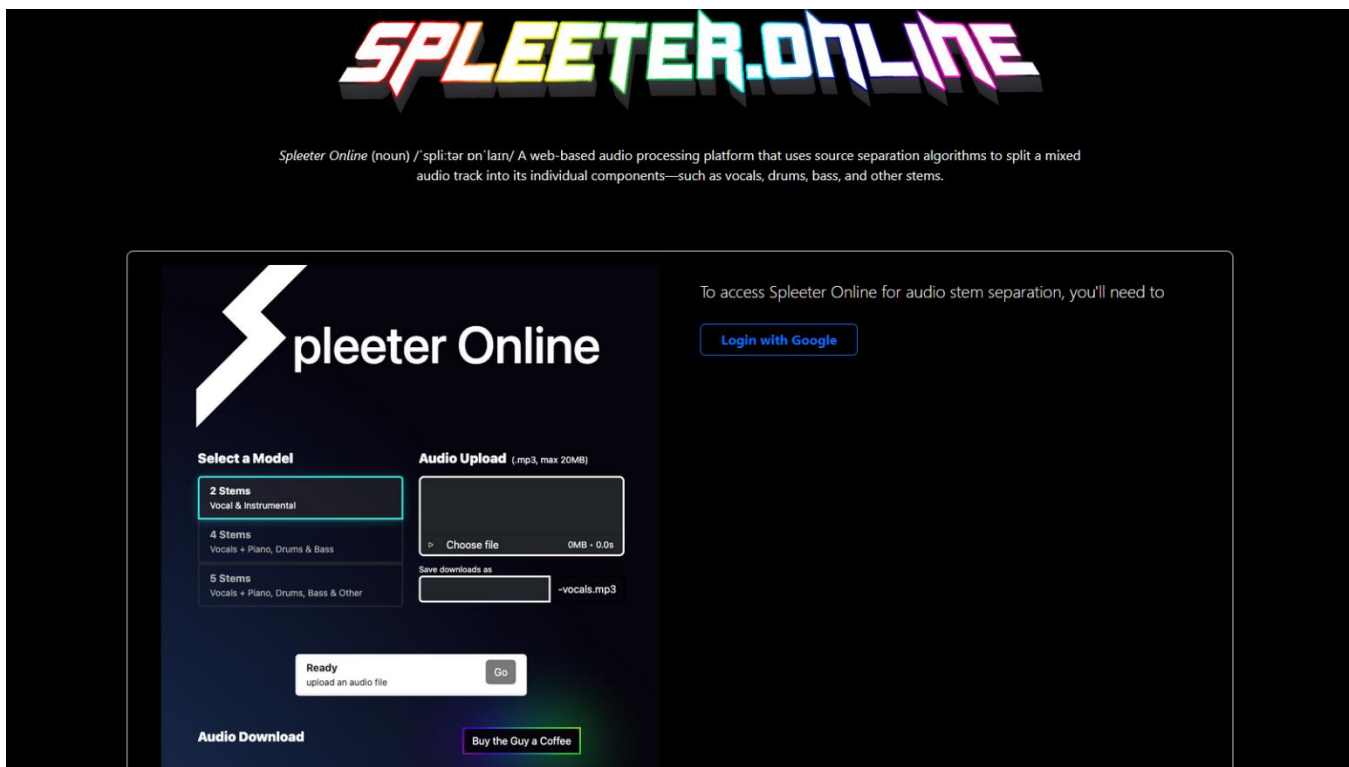 SPLEETER.ONLINE
Spleeter Online (noun) /ˈspliːtər ɒnˈlaɪn/ A web-based audio processing platform that uses source separation algorithms to split a mixed
audio track into its individual components—such as vocals, drums, bass, and other stems.
Spleeter Online
To access Spleeter Online for audio stem separation, you'll need to
Login with Google
Select a Model
2 Stems
Vocal & Instrumental
4 Stems
Vocals + Piano, Drums & Bass
5 Stems
Vocals + Piano, Drums, Bass & Other
Audio Upload (.mp3, max 20MB)
Choose file 0MB • 0.0s
Save downloads as
-vocals.mp3
Ready
upload an audio file
Go
Audio Download
Buy the Guy a Coffee